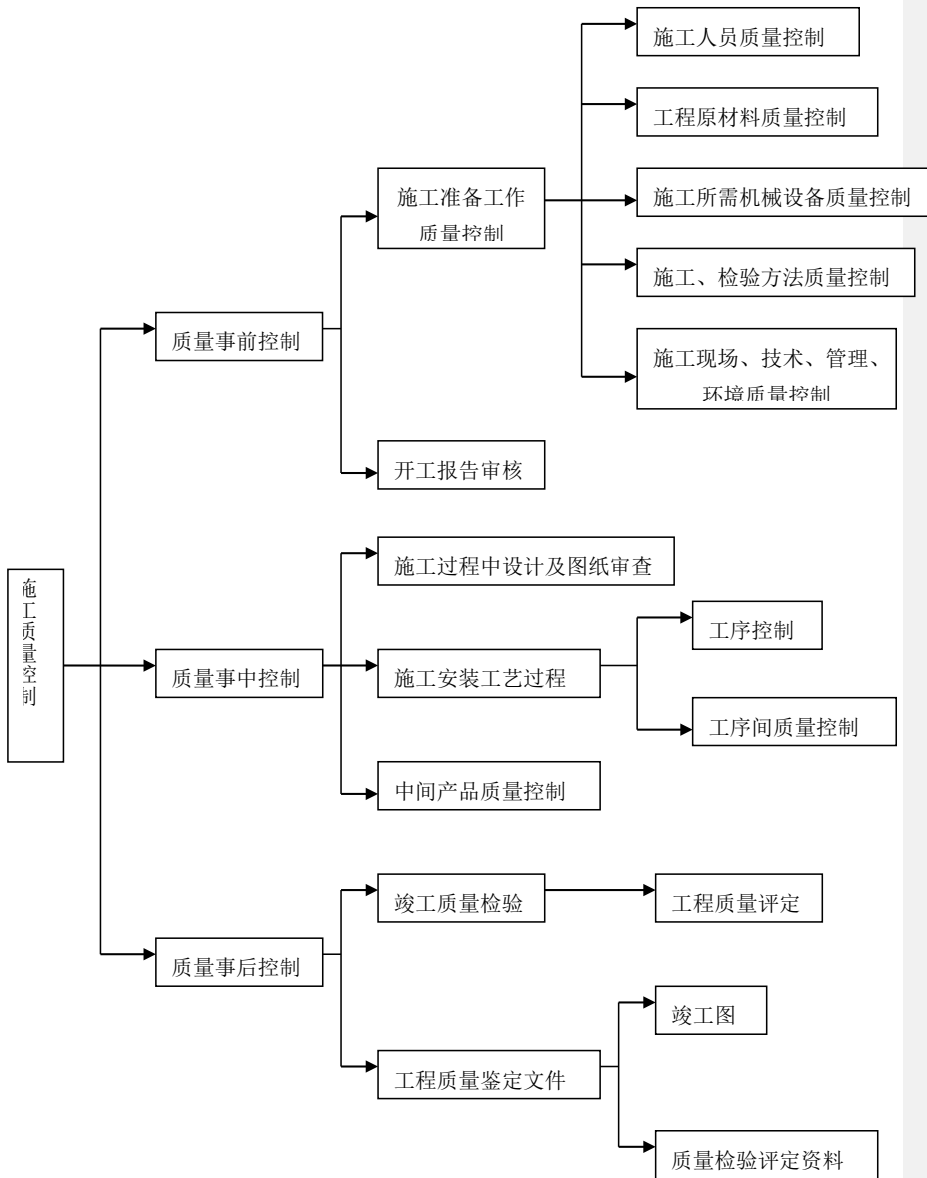 施工人员质量控制
工程原材料质量控制
施工准备工作
质量控制
施工所需机械设备质量控制
施工、检验方法质量控制
质量事前控制
施工现场、技术、管理、
环境质量控制
开工报告审核
施工过程中设计及图纸审查
施工质量控制
工序控制
质量事中控制
施工安装工艺过程
工序间质量控制
中间产品质量控制
竣工质量检验
工程质量评定
质量事后控制
竣工图
工程质量鉴定文件
质量检验评定资料